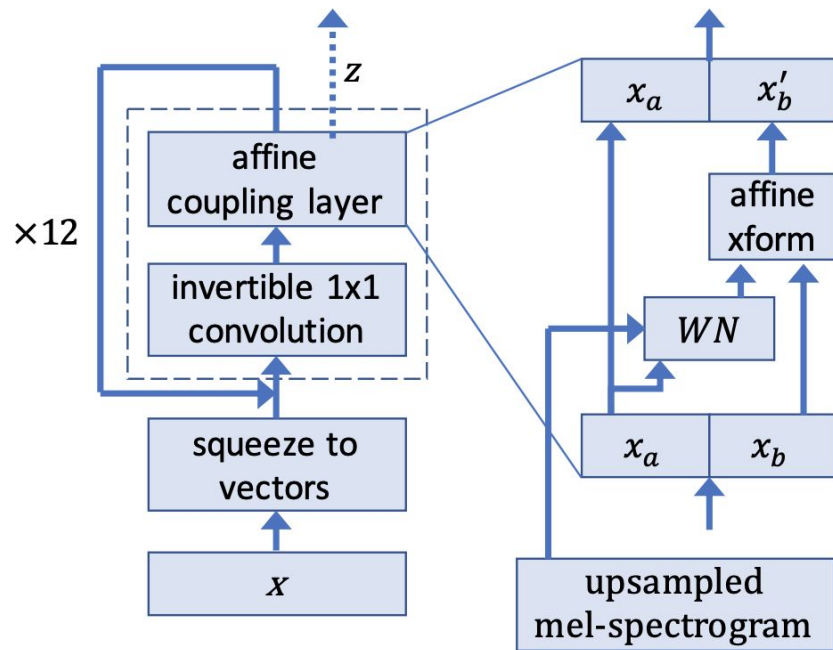 z
affine
coupling layer
×12
invertible 1x1
convolution
squeeze to
vectors
x
x_a
x_b′
affine
xform
WN
x_a
x_b
upsampled
mel-spectrogram